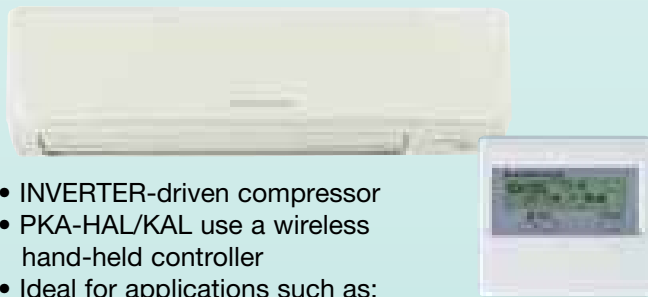 • INVERTER-driven compressor
• PKA-HAL/KAL use a wireless
hand-held controller
• Ideal for applications such as: